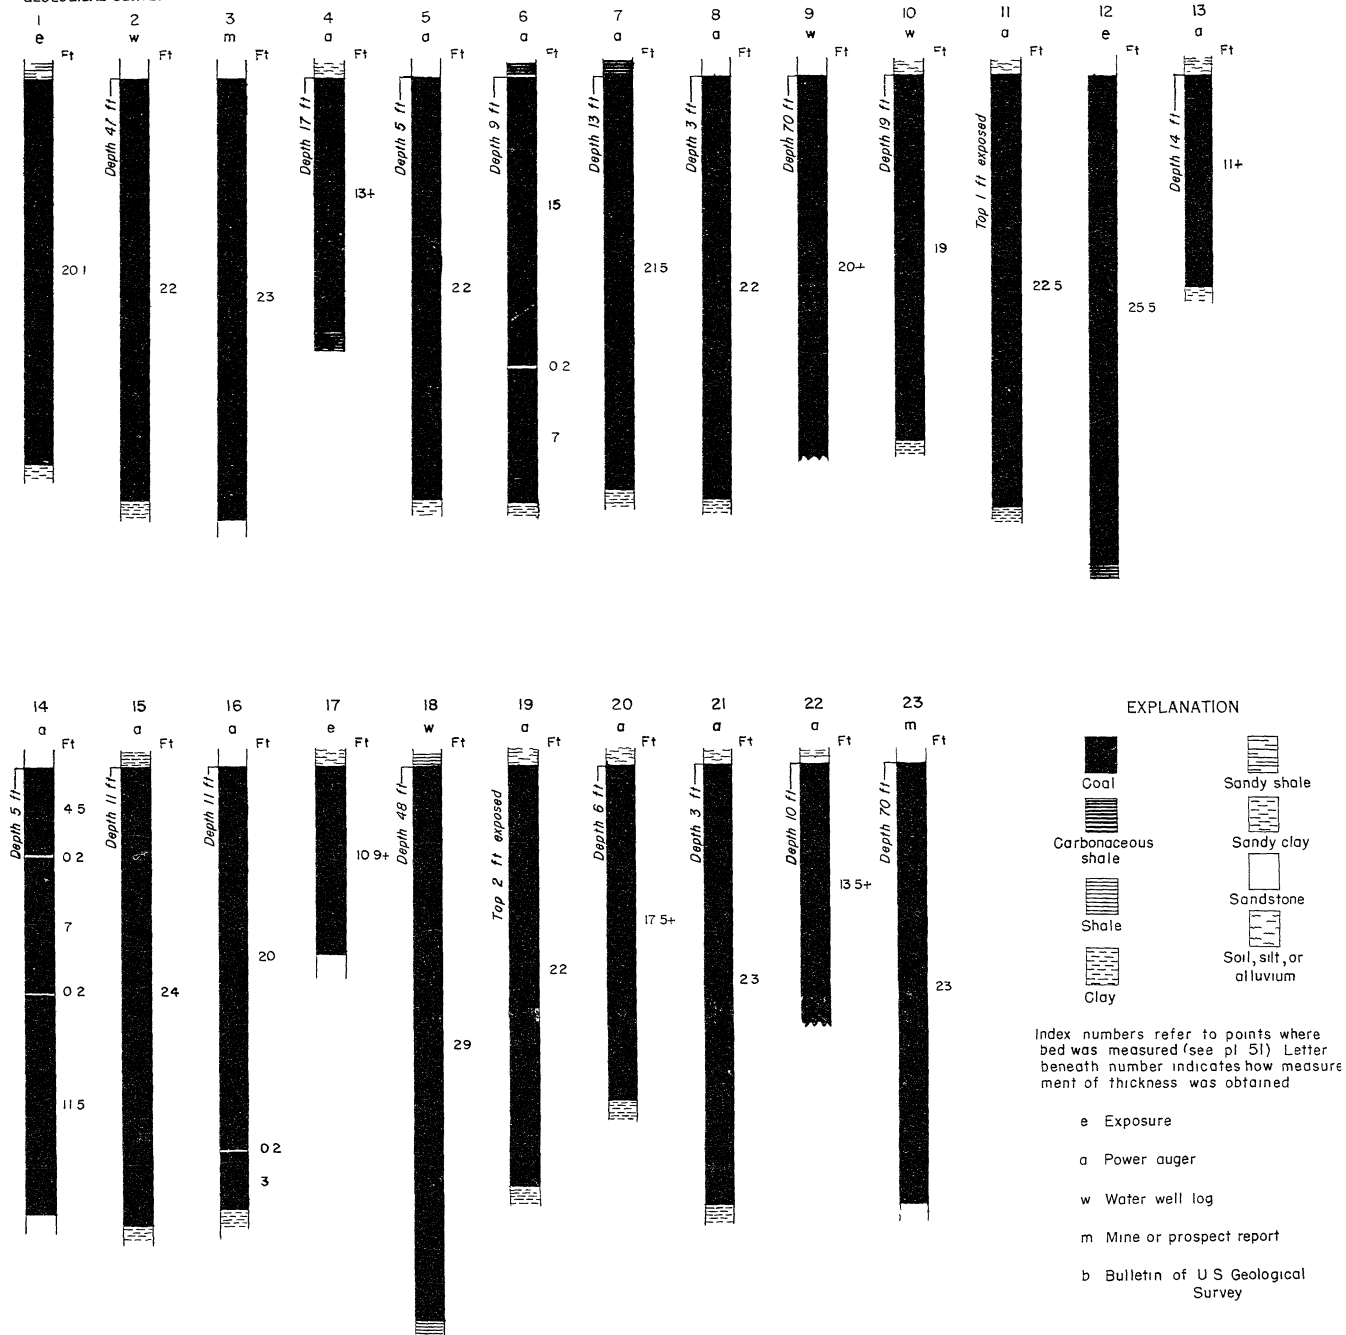 1 2 3 4 5 6 7 8 9 10 11 12 13
e w m a a a a a w w a e a
Ft Ft Ft Ft Ft Ft Ft Ft Ft Ft Ft Ft Ft
Depth 47 ft
Depth 17 ft
Depth 5 ft
Depth 9 ft
Depth 13 ft
Depth 3 ft
Depth 70 ft
Depth 19 ft
Top 1 ft exposed
Depth 14 ft
20 1
22
23
13+
22
15
0 2
7
21 5
22
20+
19
22 5
25 5
11+
14 15 16 17 18 19 20 21 22 23
a a a e w a a a a m
Ft Ft Ft Ft Ft Ft Ft Ft Ft Ft
Depth 5 ft
Depth 11 ft
Depth 11 ft
Depth 48 ft
Top 2 ft exposed
Depth 6 ft
Depth 3 ft
Depth 10 ft
Depth 70 ft
4 5
0 2
7
0 2
11 5
24
20
0 2
3
10 9+
29
22
17 5+
23
13 5+
23
EXPLANATION
Coal
Carbonaceous
shale
Shale
Clay
Sandy shale
Sandy clay
Sandstone
Soil, silt, or
alluvium
Index numbers refer to points where
bed was measured (see pl 51) Letter
beneath number indicates how measure
ment of thickness was obtained
e Exposure
a Power auger
w Water well log
m Mine or prospect report
b Bulletin of U S Geological
Survey